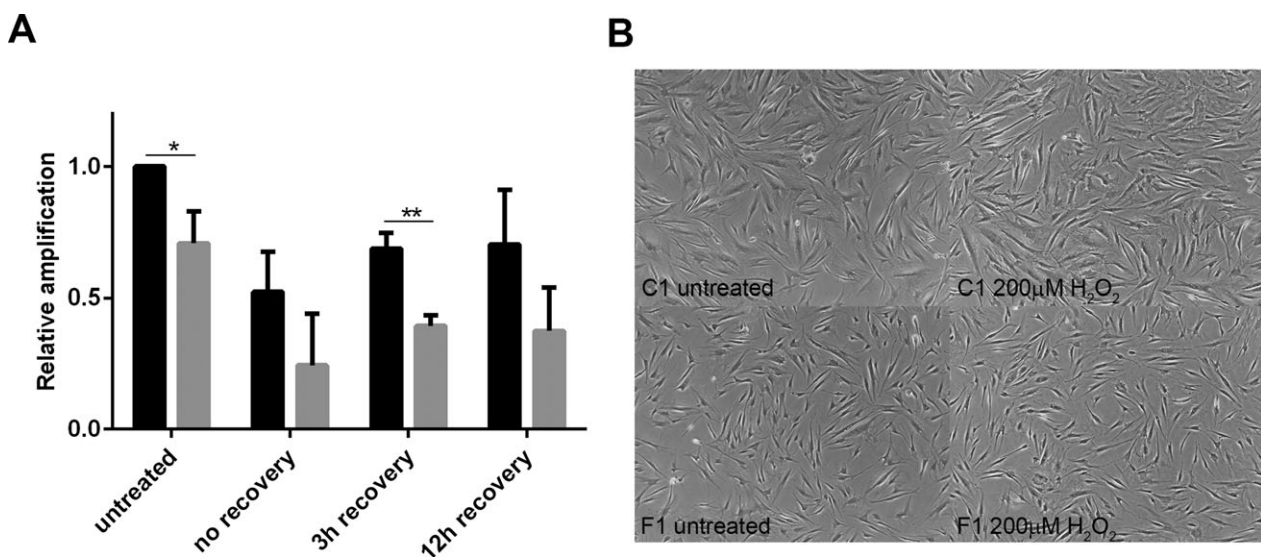 A
Relative amplification
1.0
0.5
0.0
*
**
untreated
no recovery
3h recovery
12h recovery
B
C1 untreated
C1 200µM H₂O₂
F1 untreated
F1 200µM H₂O₂